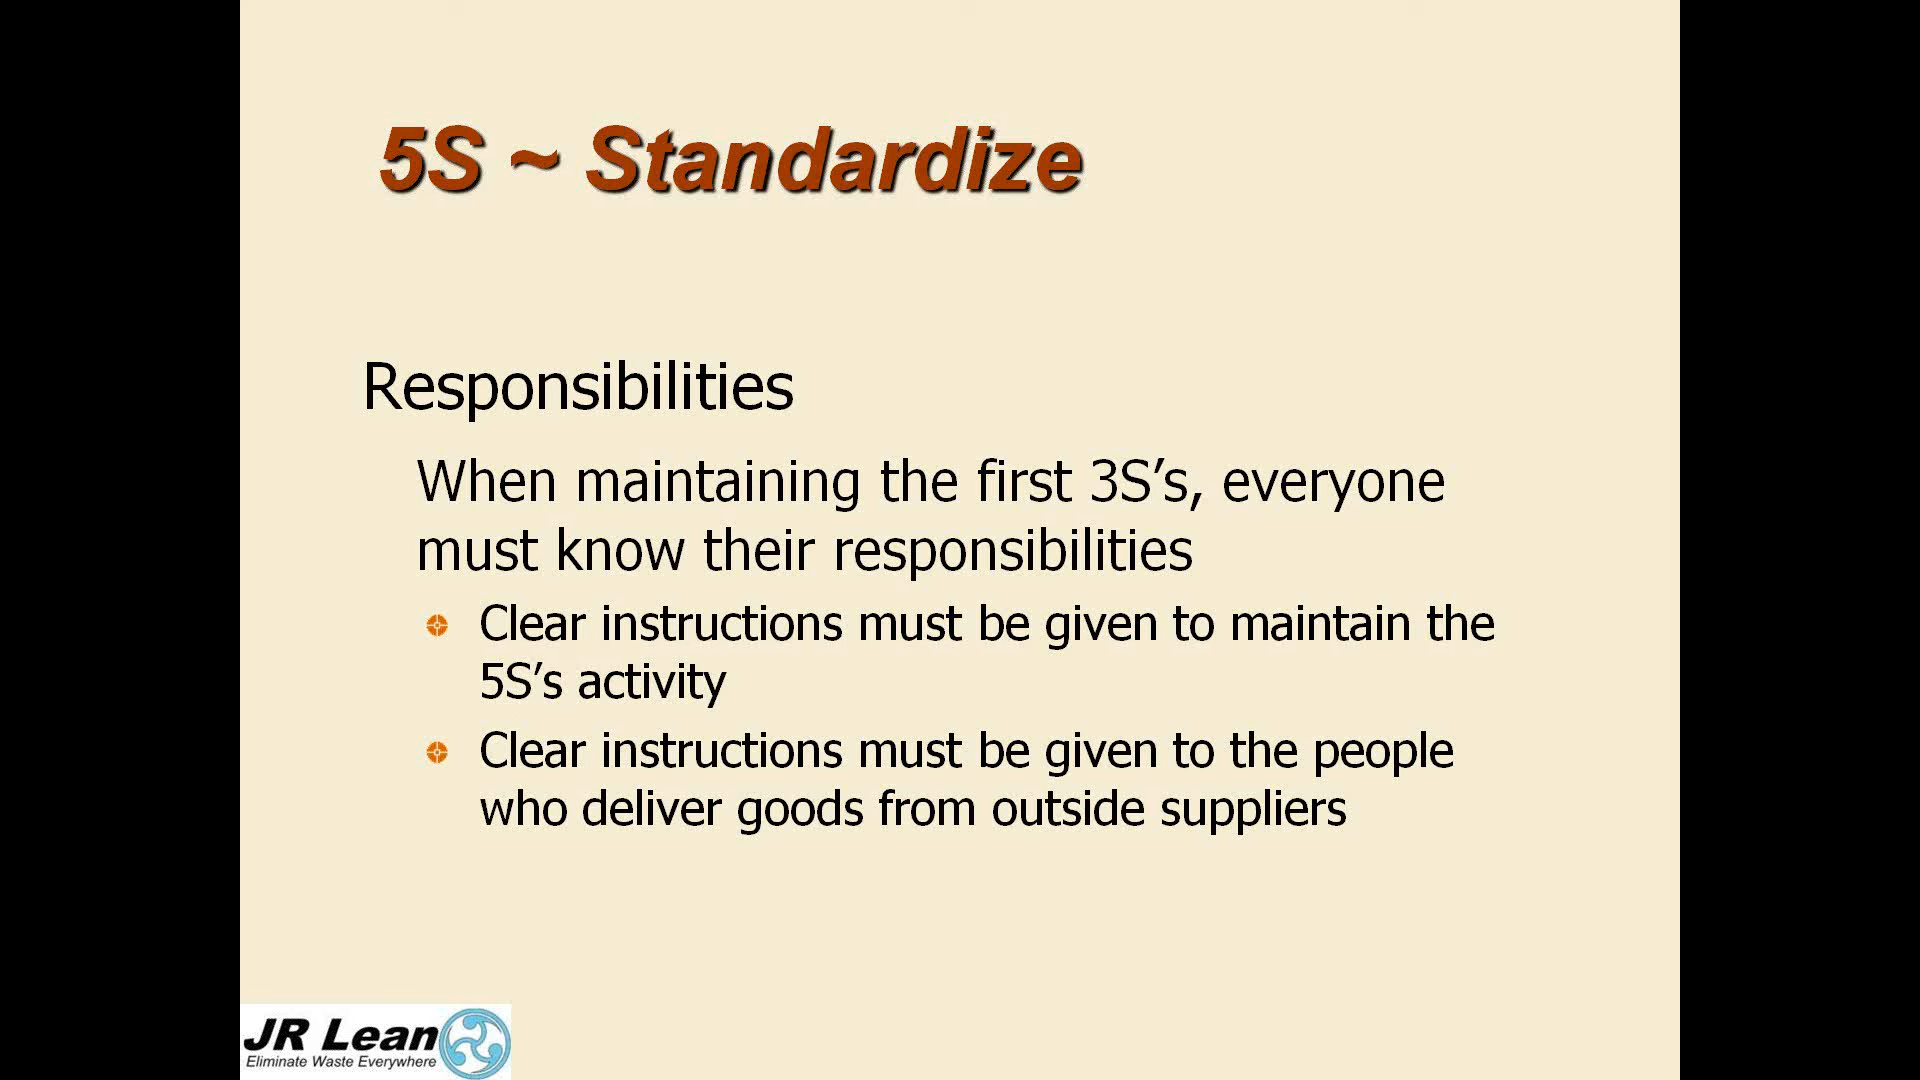 5S ~ Standardize
Responsibilities
When maintaining the first 3S’s, everyone
must know their responsibilities
Clear instructions must be given to maintain the
5S’s activity
Clear instructions must be given to the people
who deliver goods from outside suppliers
JR Lean
Eliminate Waste Everywhere